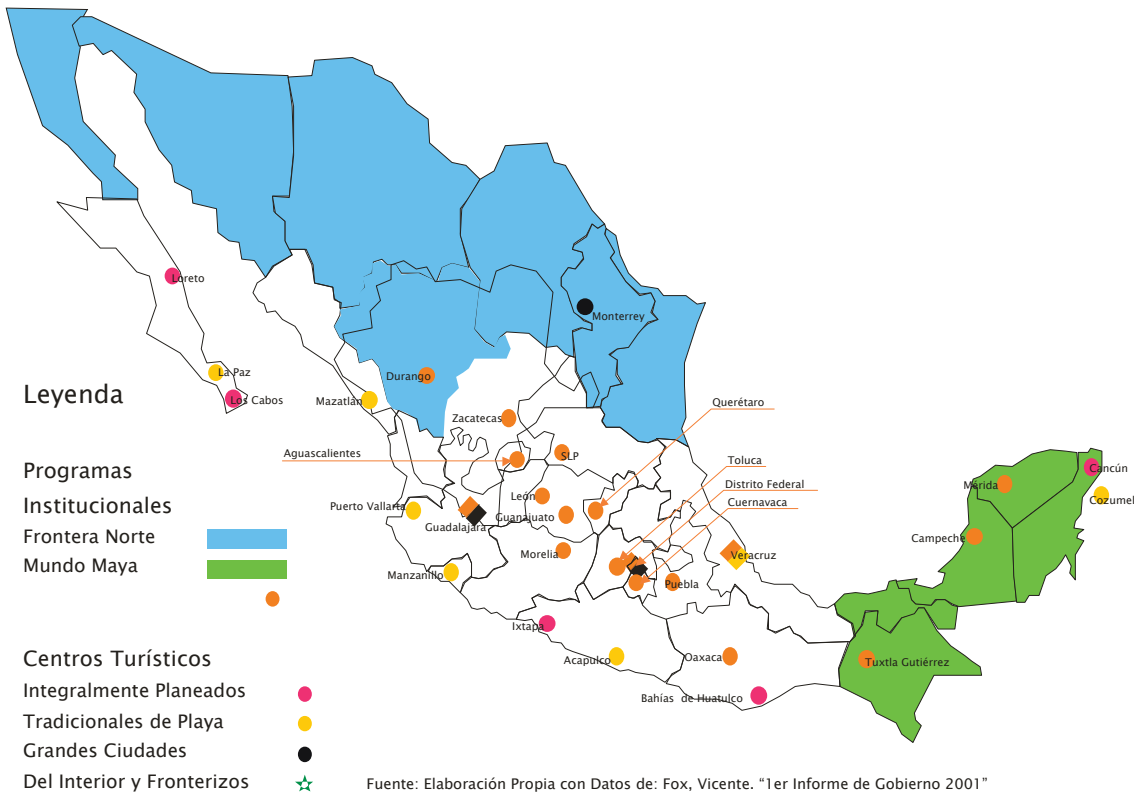 Loreto
Monterrey
La Paz
Los Cabos
Mazatlán
Durango
Leyenda
Zacatecas
Querétaro
Aguascalientes
SLP
Toluca
Distrito Federal
Cuernavaca
Programas
Institucionales
Frontera Norte
Mundo Maya
León
Guanajuato
Puerto Vallarta
Guadalajara
Morelia
Manzanillo
Puebla
Veracruz
Cancún
Mérida
Cozumel
Campeche
Ixtapa
Acapulco
Oaxaca
Tuxtla Gutiérrez
Bahías de Huatulco
Centros Turísticos
Integralmente Planeados
Tradicionales de Playa
Grandes Ciudades
Del Interior y Fronterizos
Fuente: Elaboración Propia con Datos de: Fox, Vicente. “1er Informe de Gobierno 2001”